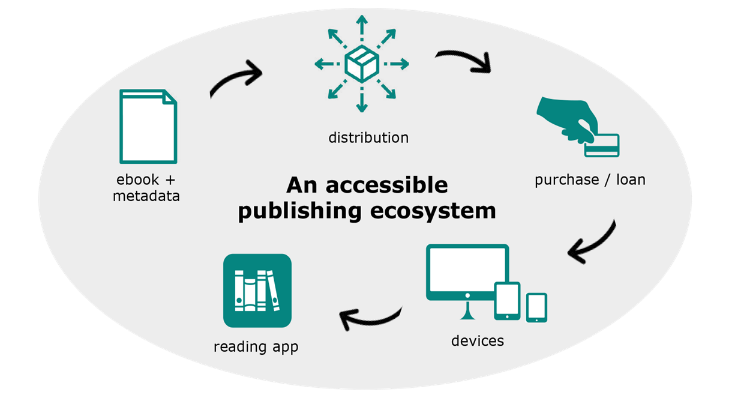 distribution
ebook +
metadata
purchase / loan
An accessible
publishing ecosystem
reading app
devices